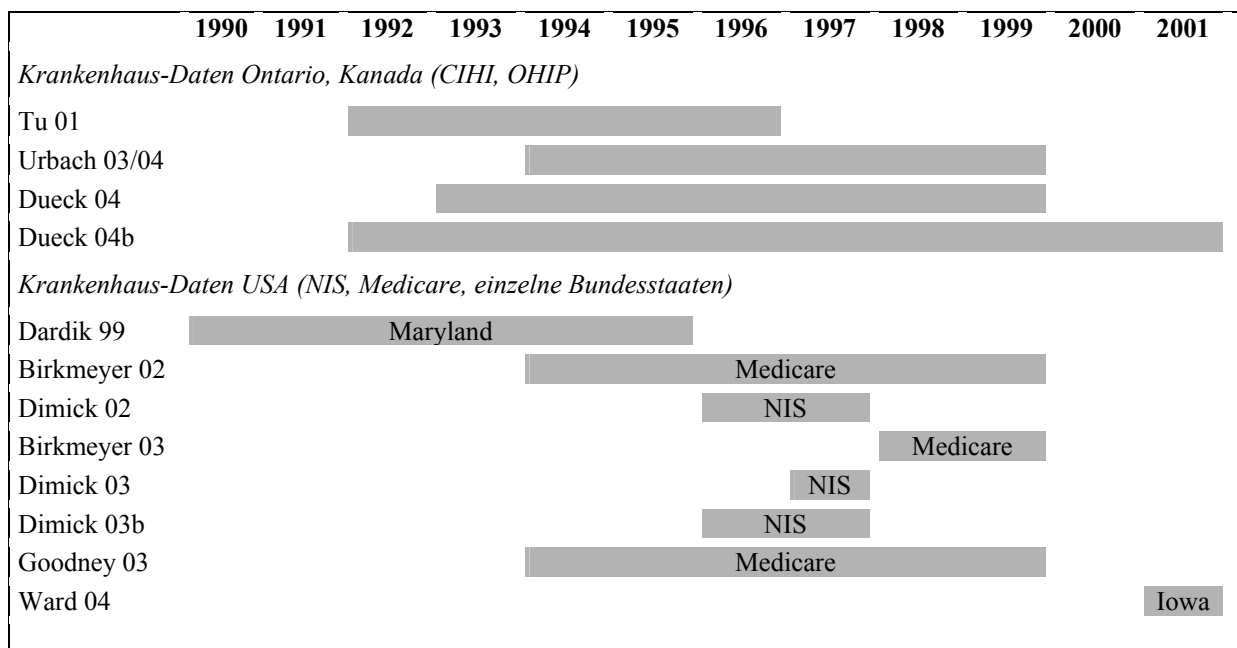 1990 1991 1992 1993 1994 1995 1996 1997 1998 1999 2000 2001
Krankenhaus-Daten Ontario, Kanada (CIHI, OHIP)
Tu 01
Urbach 03/04
Dueck 04
Dueck 04b
Krankenhaus-Daten USA (NIS, Medicare, einzelne Bundesstaaten)
Dardik 99 Maryland
Birkmeyer 02 Medicare
Dimick 02 NIS
Birkmeyer 03 Medicare
Dimick 03 NIS
Dimick 03b NIS
Goodney 03 Medicare
Ward 04 Iowa